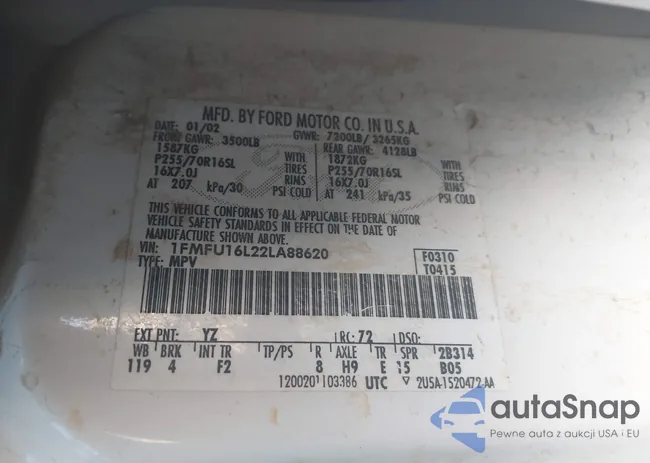 MFD. BY FORD MOTOR CO. IN U.S.A.
DATE: 01/02 GVWR: 7200LB/ 3265KG
FRONT GAWR: 3500LB REAR GAWR: 4128LB
1587KG WITH 1872KG WITH
P255/70R16SL TIRES P255/70R16SL TIRES
16X7.0J RIMS 16X7.0J RIMS
AT 207 kPa/30 PSI COLD AT 241 kPa/35 PSI COLD
THIS VEHICLE CONFORMS TO ALL APPLICABLE FEDERAL MOTOR
VEHICLE SAFETY STANDARDS IN EFFECT ON THE DATE OF
MANUFACTURE SHOWN ABOVE.
VIN: 1FMFU16L22LA88620 F0310
TYPE: MPV T0415
EXT PNT: YZ RC: 72 DSO:
WB BRK INT TR TP/PS R AXLE TR SPR 2B314
119 4 F2 8 H9 E 15 B05
1200201103386 UTC ▽ 2U5A-1520472-AA
autoSnap
Pewne auta z aukcji USA i EU